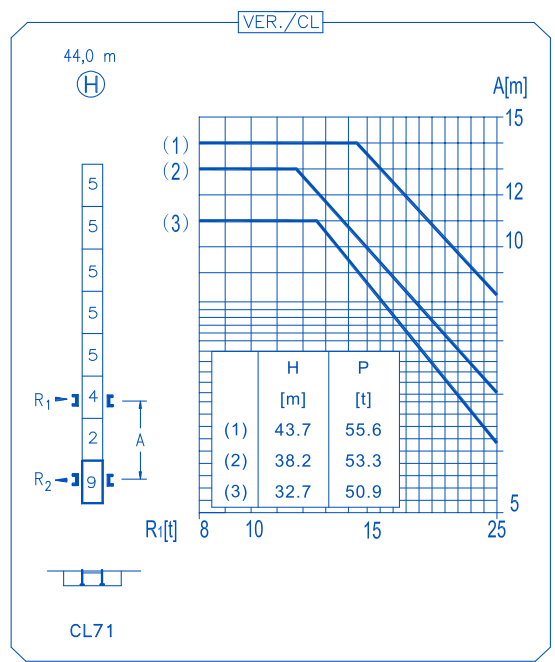 VER./CL
44,0 m
H
A[m]
15
(1)
(2)
12
5
5
(3)
10
5
5
5
H P
[m] [t]
R1 4
(1) 43.7 55.6
2 A
(2) 38.2 53.3
R2 9
(3) 32.7 50.9
5
R1[t] 8 10 15 25
CL71